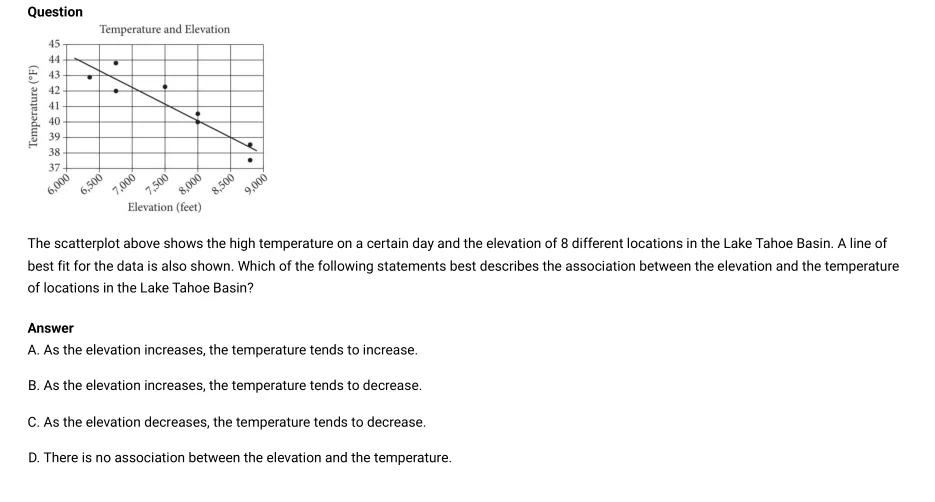 Question
Temperature and Elevation
Temperature (°F)
45
44
43
42
41
40
39
38
37
6,000
6,500
7,000
7,500
8,000
8,500
9,000
Elevation (feet)
The scatterplot above shows the high temperature on a certain day and the elevation of 8 different locations in the Lake Tahoe Basin. A line of
best fit for the data is also shown. Which of the following statements best describes the association between the elevation and the temperature
of locations in the Lake Tahoe Basin?
Answer
A. As the elevation increases, the temperature tends to increase.
B. As the elevation increases, the temperature tends to decrease.
C. As the elevation decreases, the temperature tends to decrease.
D. There is no association between the elevation and the temperature.